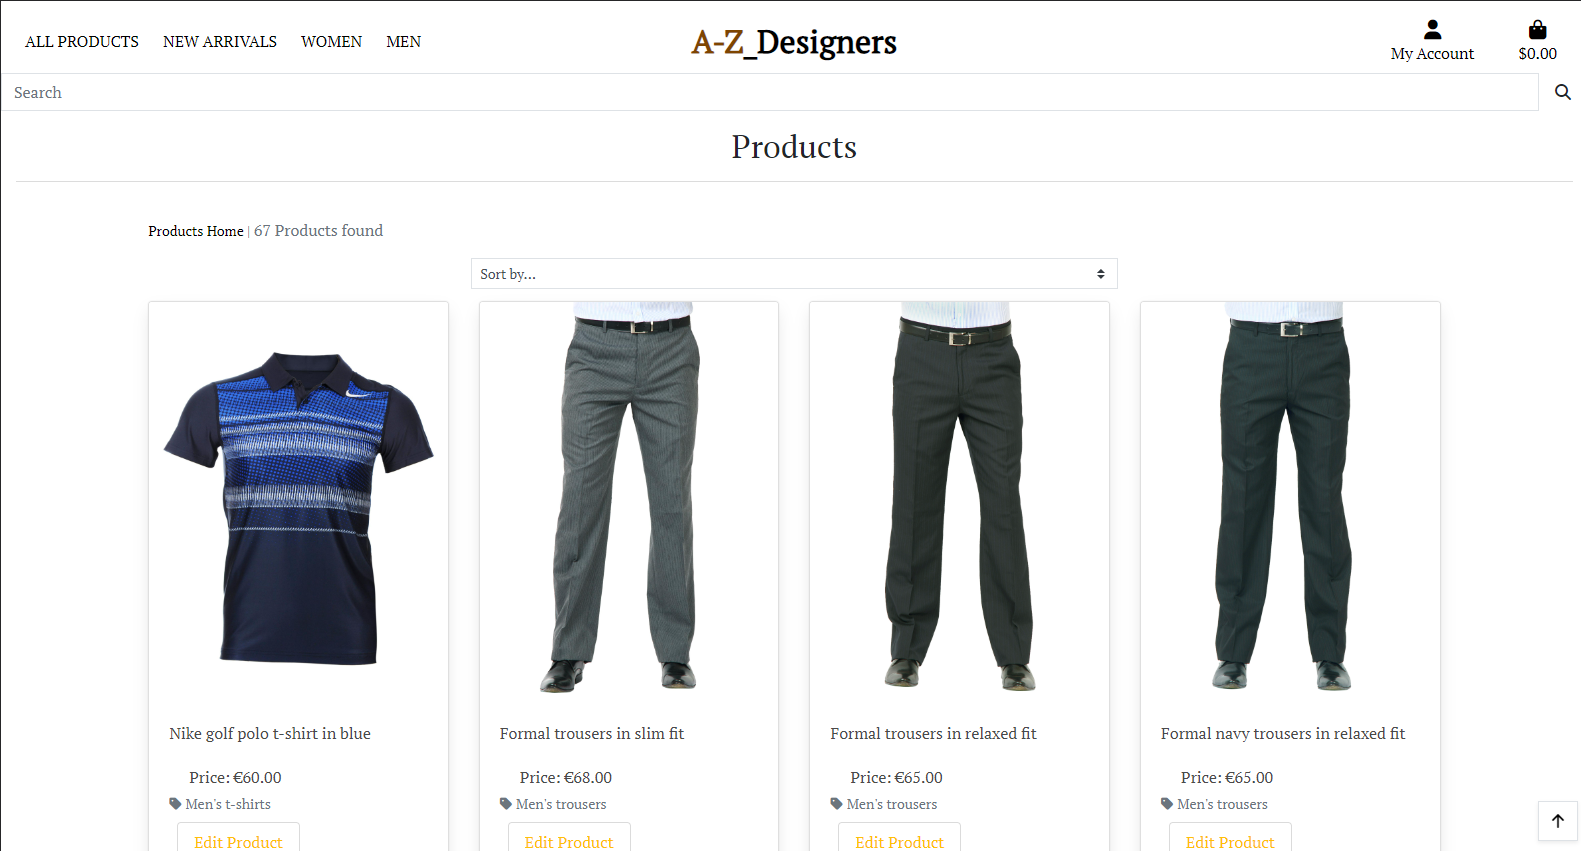 ALL PRODUCTS NEW ARRIVALS WOMEN MEN
A-Z_Designers
My Account
$0.00
Search
Products
Products Home | 67 Products found
Sort by...
Nike golf polo t-shirt in blue
Price: €60.00
Men's t-shirts
Edit Product
Formal trousers in slim fit
Price: €68.00
Men's trousers
Edit Product
Formal trousers in relaxed fit
Price: €65.00
Men's trousers
Edit Product
Formal navy trousers in relaxed fit
Price: €65.00
Men's trousers
Edit Product